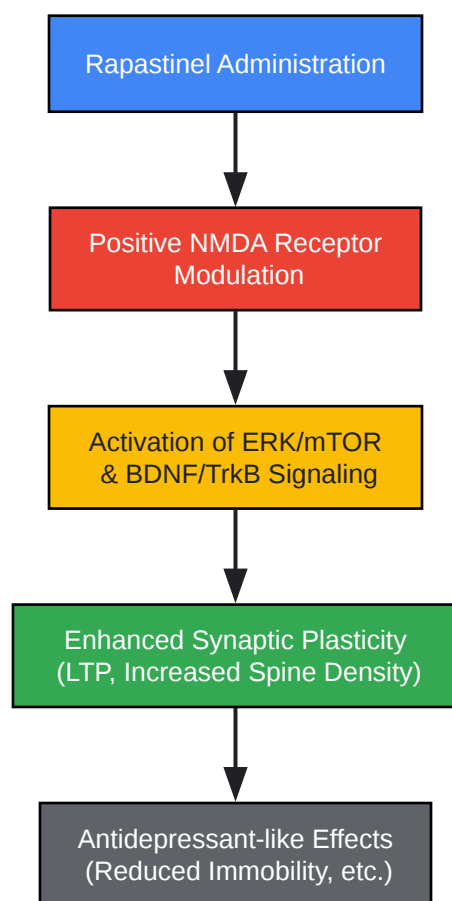 Rapastinel Administration
Positive NMDA Receptor
Modulation
Activation of ERK/mTOR
& BDNF/TrkB Signaling
Enhanced Synaptic Plasticity
(LTP, Increased Spine Density)
Antidepressant-like Effects
(Reduced Immobility, etc.)